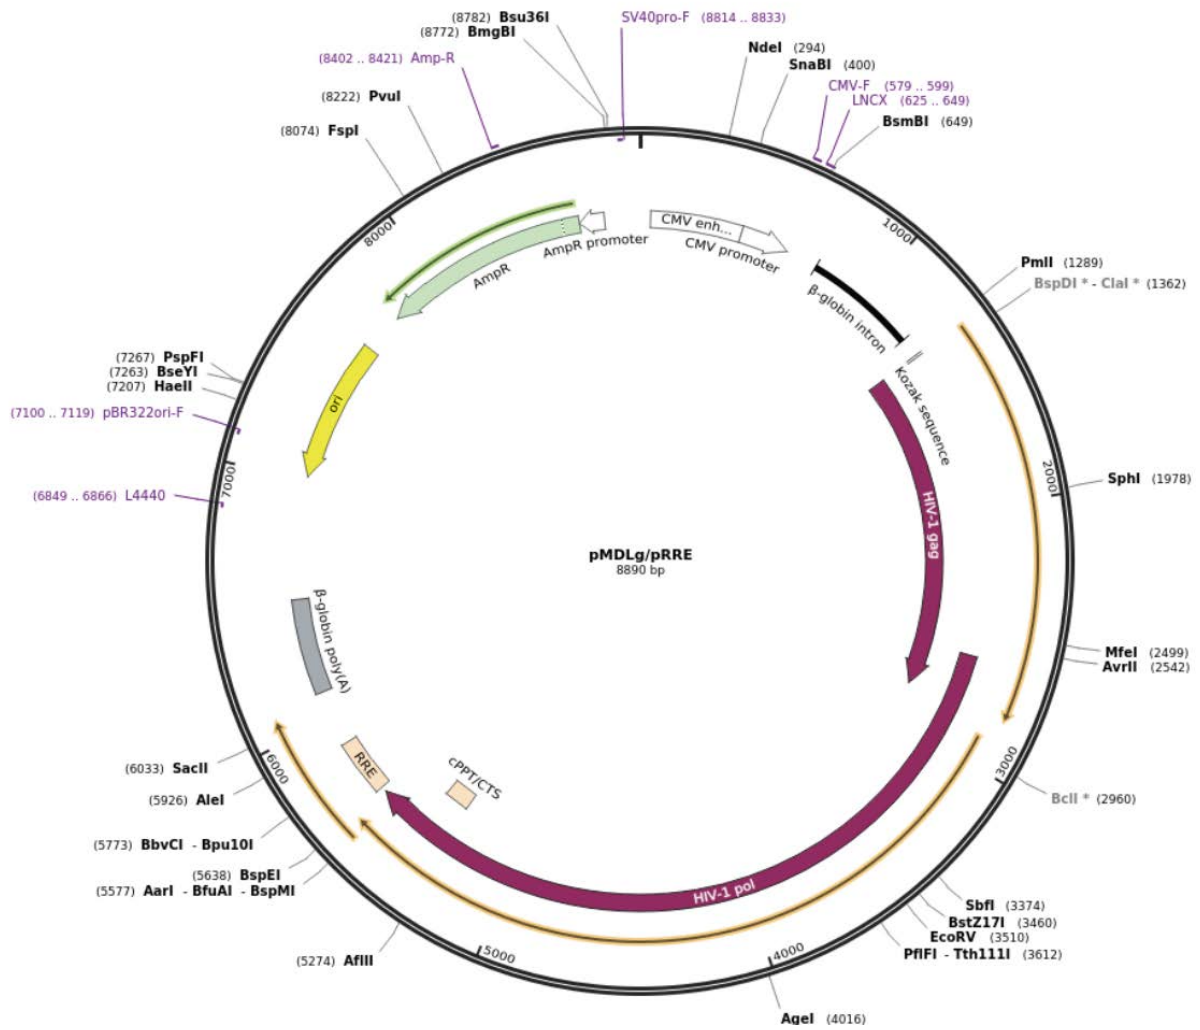 (8782) Bsu36I
(8772) BmgBI
SV40pro-F (8814 .. 8833)
(8402 .. 8421) Amp-R
NdeI (294)
SnaBI (400)
CMV-F (579 .. 599)
LNCX (625 .. 649)
BsmBI (649)
(8222) PvuI
(8074) FspI
8000
1000
CMV enh...
CMV promoter
AmpR promoter
AmpR
β-globin intron
Kozak sequence
PmlI (1289)
BspDI * - ClaI * (1362)
(7267) PspFI
(7263) BseYI
(7207) HaeII
(7100 .. 7119) pBR322ori-F
ori
7000
2000
SphI (1978)
(6849 .. 6866) L4440
HIV-1 gag
pMDLg/pRRE
8890 bp
β-globin poly(A)
MfeI (2499)
AvrII (2542)
RRE
cPPT/CTS
6000
3000
(6033) SacII
(5926) AleI
BclI * (2960)
(5773) BbvCI - Bpu10I
(5638) BspEI
(5577) AarI - BfuAI - BspMI
HIV-1 pol
SbfI (3374)
BstZ17I (3460)
EcoRV (3510)
PflFI - Tth111I (3612)
(5274) AflII
5000
4000
AgeI (4016)